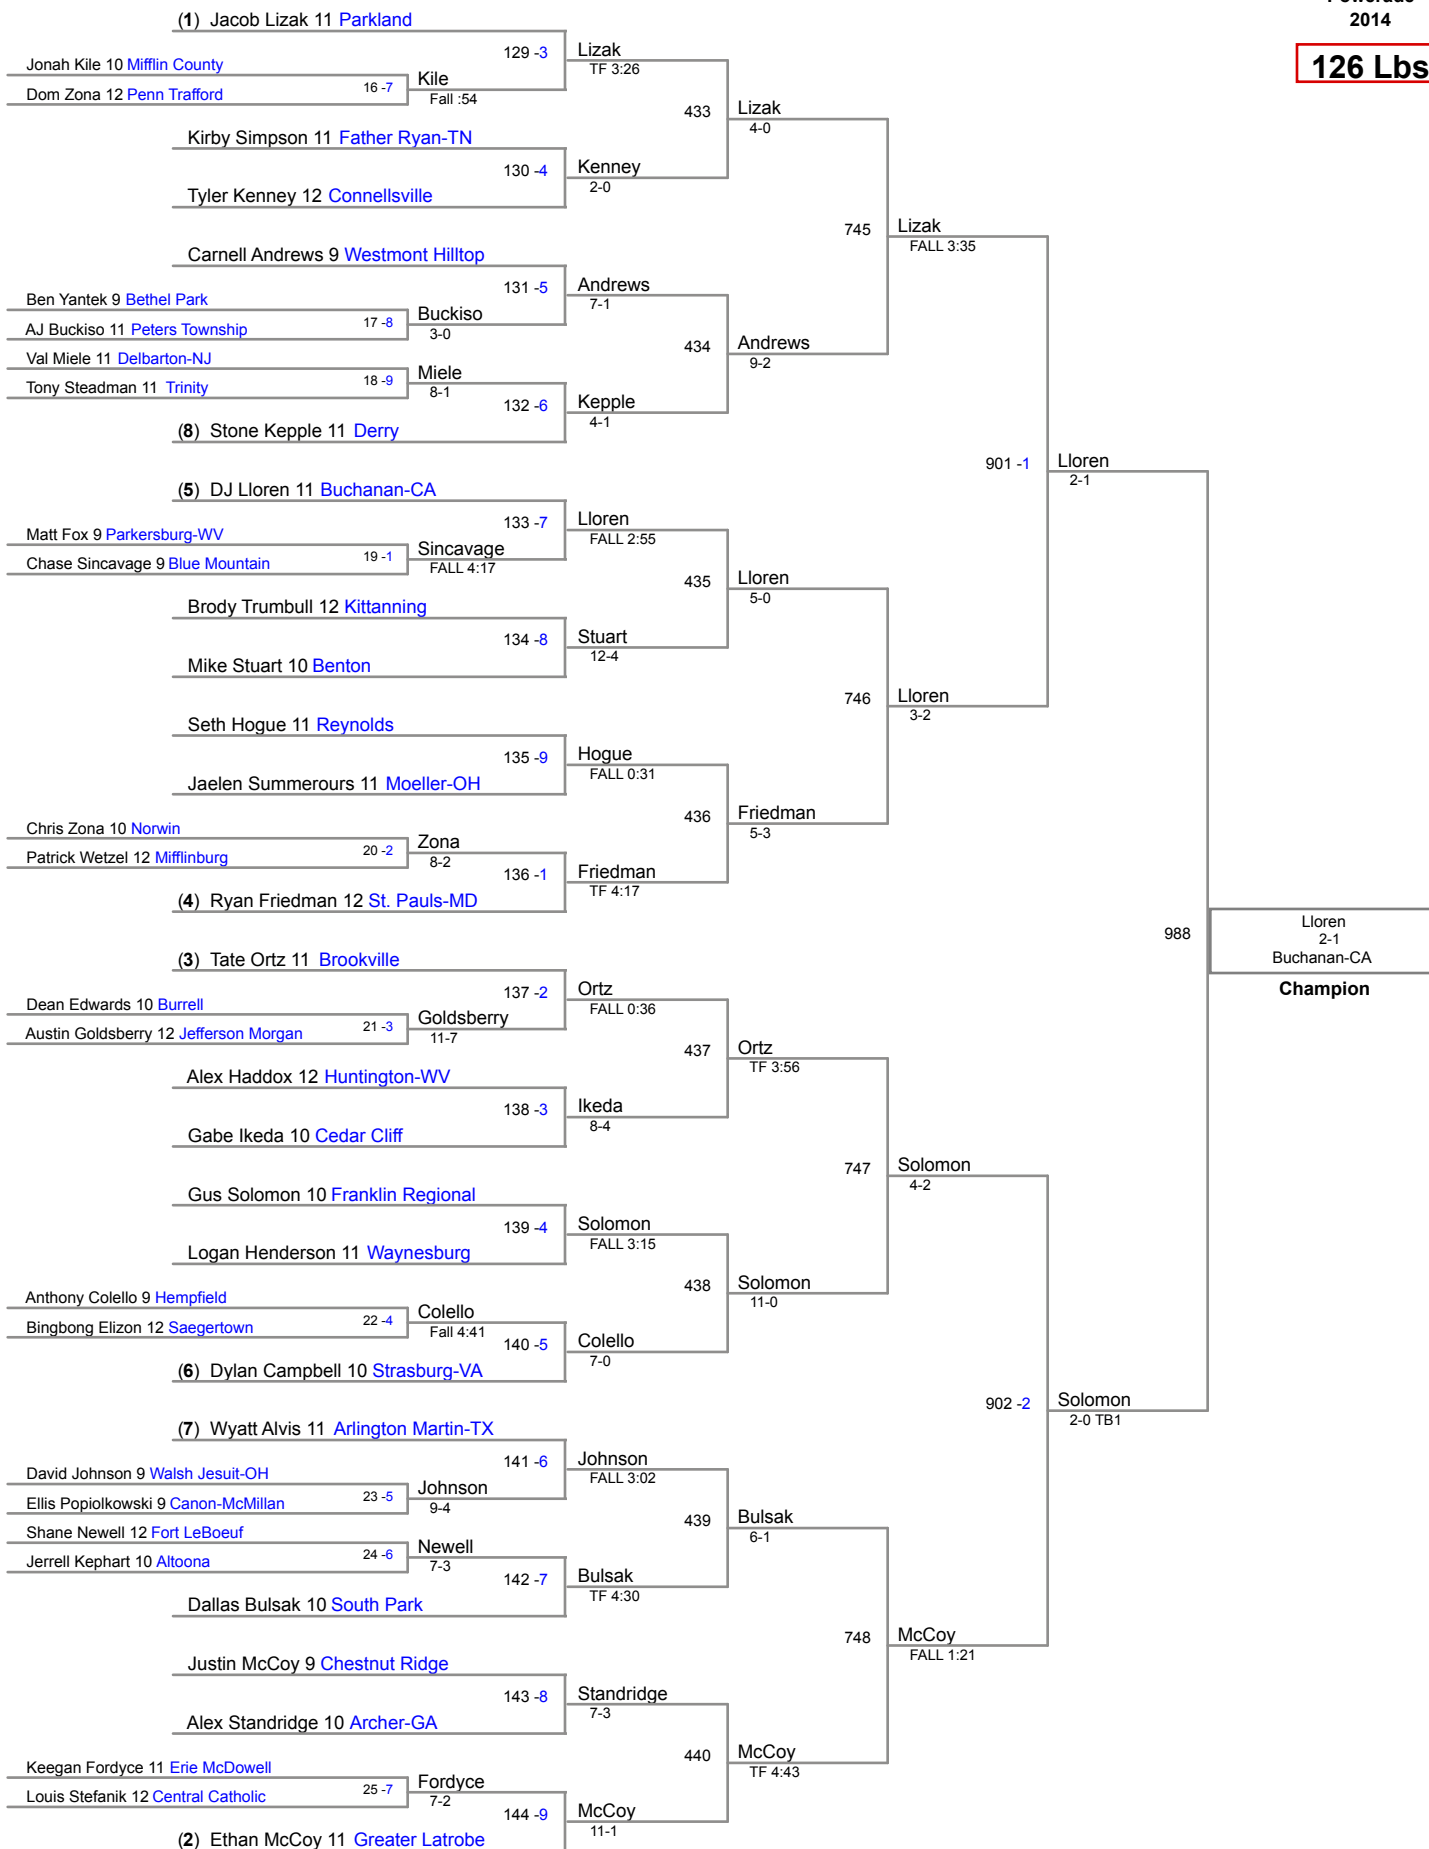 2014
126 Lbs
(1) Jacob Lizak 11 Parkland
129 -3
Lizak
TF 3:26
Jonah Kile 10 Mifflin County
Dom Zona 12 Penn Trafford
16 -7
Kile
Fall :54
433
Lizak
4-0
Kirby Simpson 11 Father Ryan-TN
130 -4
Kenney
2-0
Tyler Kenney 12 Connellsville
745
Lizak
FALL 3:35
Carnell Andrews 9 Westmont Hilltop
131 -5
Andrews
7-1
Ben Yantek 9 Bethel Park
AJ Buckiso 11 Peters Township
17 -8
Buckiso
3-0
434
Andrews
9-2
Val Miele 11 Delbarton-NJ
Tony Steadman 11 Trinity
18 -9
Miele
8-1
132 -6
Kepple
4-1
(8) Stone Kepple 11 Derry
901 -1
Lloren
2-1
(5) DJ Lloren 11 Buchanan-CA
133 -7
Lloren
FALL 2:55
Matt Fox 9 Parkersburg-WV
Chase Sincavage 9 Blue Mountain
19 -1
Sincavage
FALL 4:17
435
Lloren
5-0
Brody Trumbull 12 Kittanning
134 -8
Stuart
12-4
Mike Stuart 10 Benton
746
Lloren
3-2
Seth Hogue 11 Reynolds
135 -9
Hogue
FALL 0:31
Jaelen Summerours 11 Moeller-OH
436
Friedman
5-3
Chris Zona 10 Norwin
Patrick Wetzel 12 Mifflinburg
20 -2
Zona
8-2
136 -1
Friedman
TF 4:17
(4) Ryan Friedman 12 St. Pauls-MD
988
Lloren
2-1
Buchanan-CA
Champion
(3) Tate Ortz 11 Brookville
137 -2
Ortz
FALL 0:36
Dean Edwards 10 Burrell
Austin Goldsberry 12 Jefferson Morgan
21 -3
Goldsberry
11-7
437
Ortz
TF 3:56
Alex Haddox 12 Huntington-WV
138 -3
Ikeda
8-4
Gabe Ikeda 10 Cedar Cliff
747
Solomon
4-2
Gus Solomon 10 Franklin Regional
139 -4
Solomon
FALL 3:15
Logan Henderson 11 Waynesburg
438
Solomon
11-0
Anthony Colello 9 Hempfield
Bingbong Elizon 12 Saegertown
22 -4
Colello
Fall 4:41
140 -5
Colello
7-0
(6) Dylan Campbell 10 Strasburg-VA
902 -2
Solomon
2-0 TB1
(7) Wyatt Alvis 11 Arlington Martin-TX
141 -6
Johnson
FALL 3:02
David Johnson 9 Walsh Jesuit-OH
Ellis Popiolkowski 9 Canon-McMillan
23 -5
Johnson
9-4
439
Bulsak
6-1
Shane Newell 12 Fort LeBoeuf
Jerrell Kephart 10 Altoona
24 -6
Newell
7-3
142 -7
Bulsak
TF 4:30
Dallas Bulsak 10 South Park
748
McCoy
FALL 1:21
Justin McCoy 9 Chestnut Ridge
143 -8
Standridge
7-3
Alex Standridge 10 Archer-GA
440
McCoy
TF 4:43
Keegan Fordyce 11 Erie McDowell
Louis Stefanik 12 Central Catholic
25 -7
Fordyce
7-2
144 -9
McCoy
11-1
(2) Ethan McCoy 11 Greater Latrobe